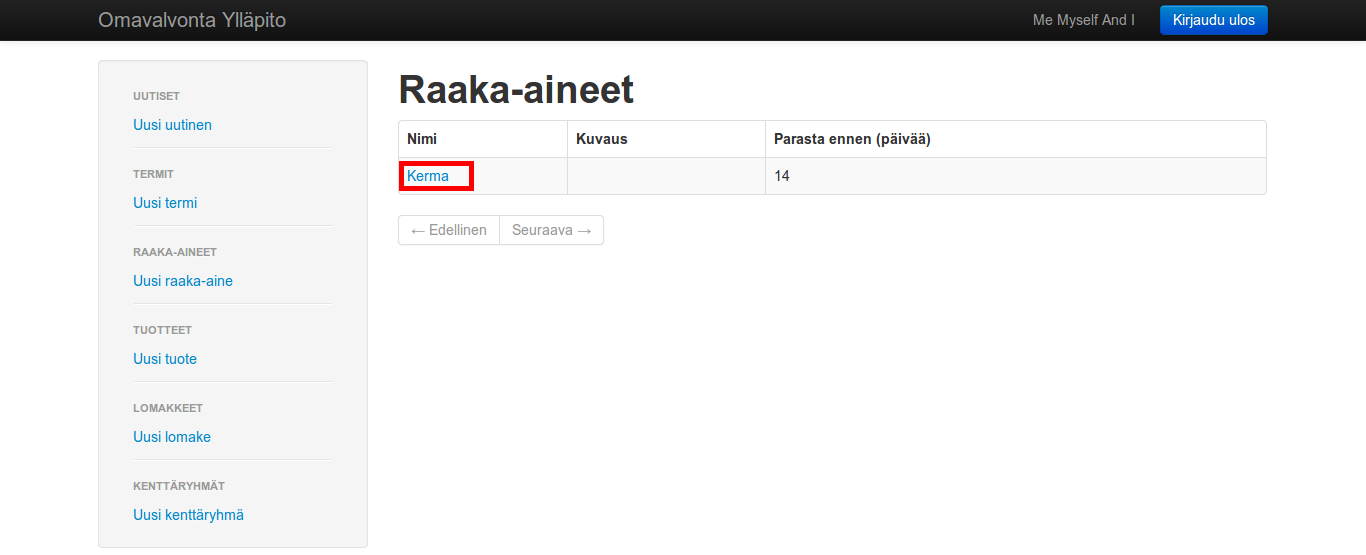 Omavalvonta Ylläpito
Me Myself And I
Kirjaudu ulos
UUTISET
Uusi uutinen
TERMIT
Uusi termi
RAAKA-AINEET
Uusi raaka-aine
TUOTTEET
Uusi tuote
LOMAKKEET
Uusi lomake
KENTTÄRYHMÄT
Uusi kenttäryhmä
Raaka-aineet
Nimi Kuvaus Parasta ennen (päivää)
Kerma 14
← Edellinen Seuraava →